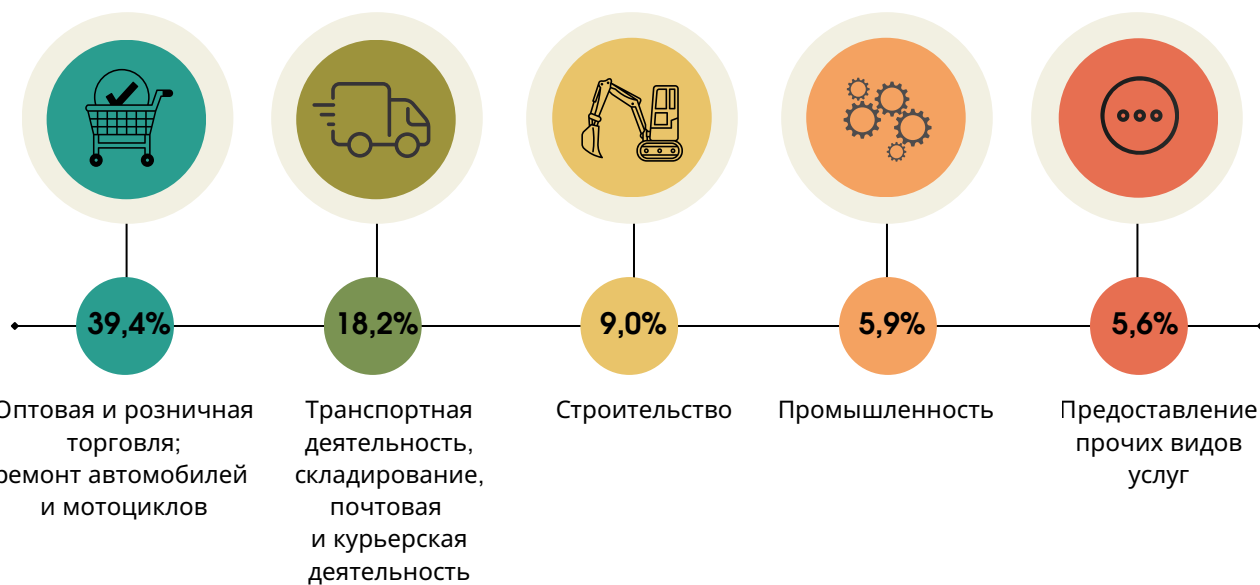 39,4%
18,2%
9,0%
5,9%
5,6%
Оптовая и розничная
торговля;
ремонт автомобилей
и мотоциклов
Транспортная
деятельность,
складирование,
почтовая
и курьерская
деятельность
Строительство
Промышленность
Предоставление
прочих видов
услуг